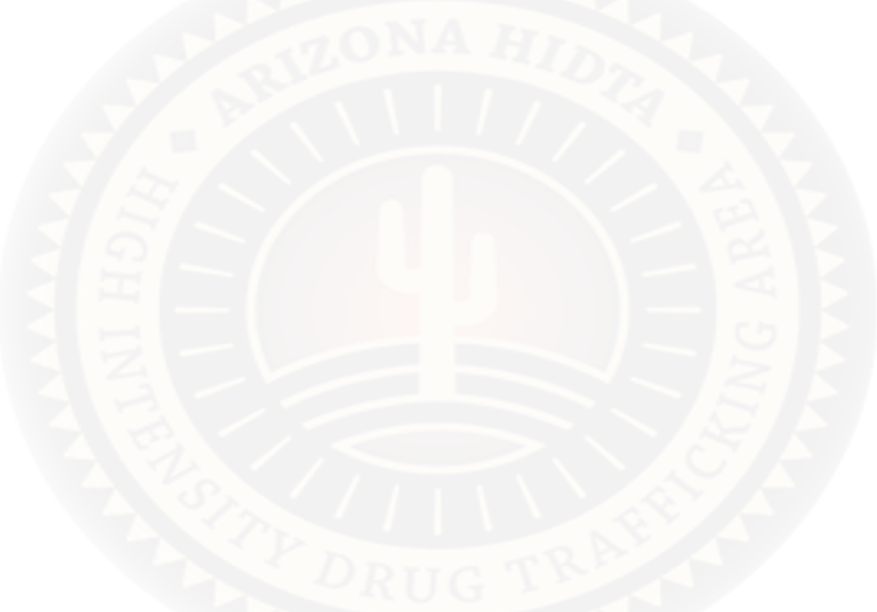 ARIZONA HIDTA
HIGH INTENSITY DRUG TRAFFICKING AREA